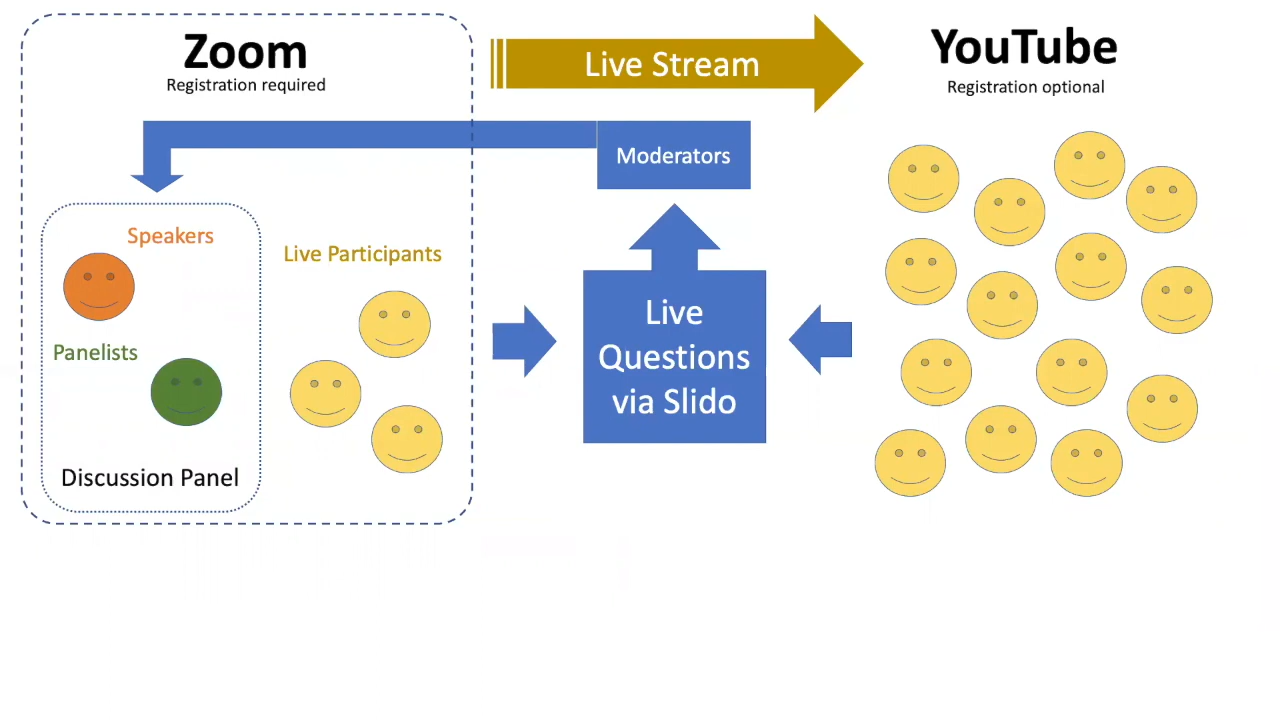 Zoom
Registration required
Live Stream
YouTube
Registration optional
Moderators
Speakers
Live Participants
Panelists
Discussion Panel
Live
Questions
via Slido